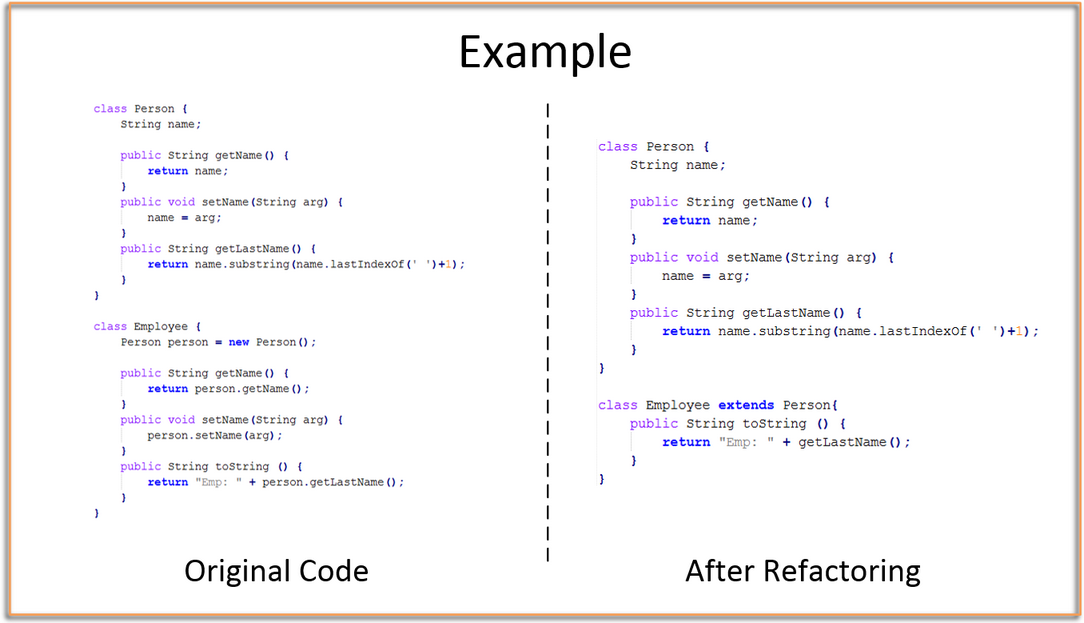 Example
class Person {
    String name;

    public String getName() {
        return name;
    }
    public void setName(String arg) {
        name = arg;
    }
    public String getLastName() {
        return name.substring(name.lastIndexOf(' ')+1);
    }
}

class Employee {
    Person person = new Person();

    public String getName() {
        return person.getName();
    }
    public void setName(String arg) {
        person.setName(arg);
    }
    public String toString () {
        return "Emp: " + person.getLastName();
    }
}
Original Code
class Person {
    String name;

    public String getName() {
        return name;
    }
    public void setName(String arg) {
        name = arg;
    }
    public String getLastName() {
        return name.substring(name.lastIndexOf(' ')+1);
    }
}

class Employee extends Person{
    public String toString () {
        return "Emp: " + getLastName();
    }
}
After Refactoring